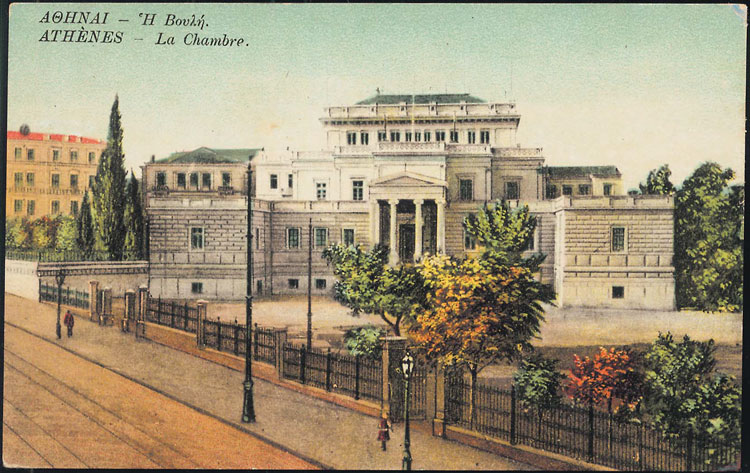 ΑΘΗΝΑΙ – Ἡ Βουλή.
ATHÈNES – La Chambre.